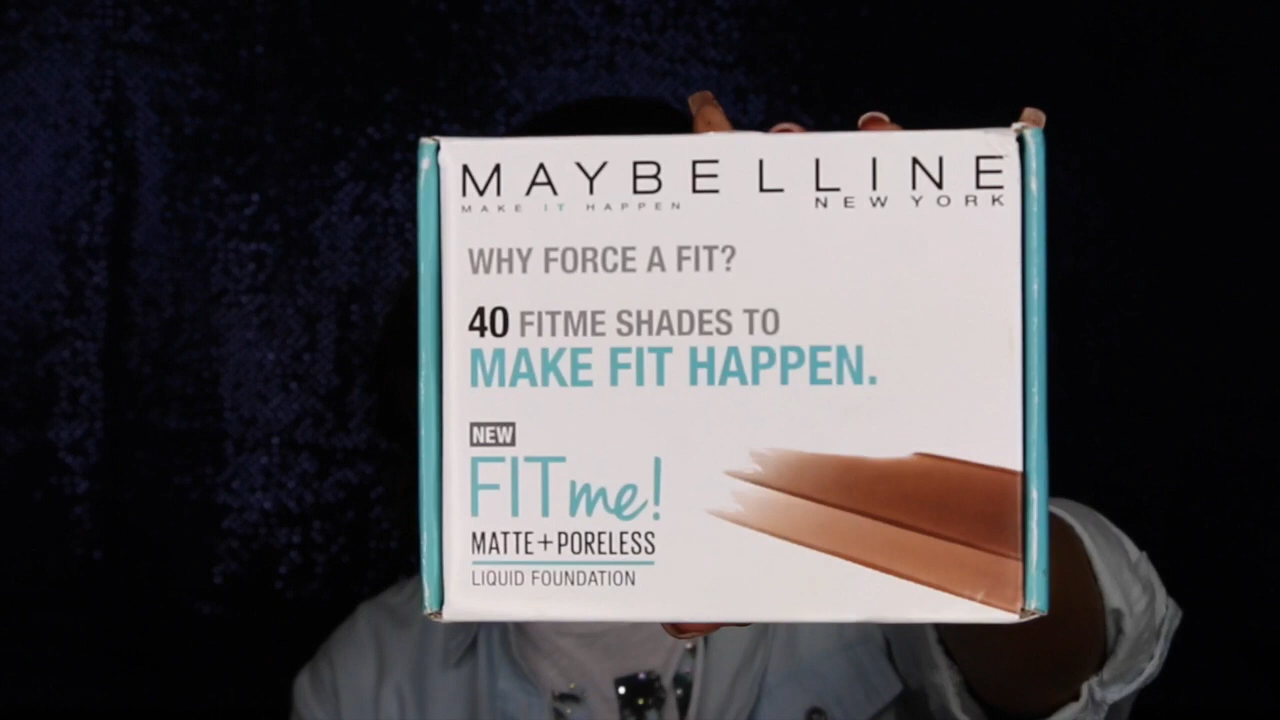 MAYBELLINE
MAKE IT HAPPEN NEW YORK
WHY FORCE A FIT?
40 FITME SHADES TO
MAKE FIT HAPPEN.
NEW
FIT me!
MATTE+PORELESS
LIQUID FOUNDATION